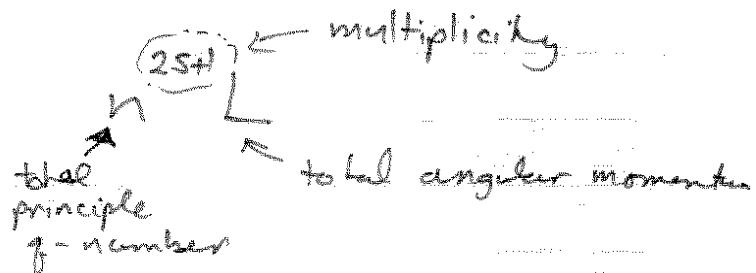 multiplicity
2S+1
n L
total angular momentum
total
principle
q-number